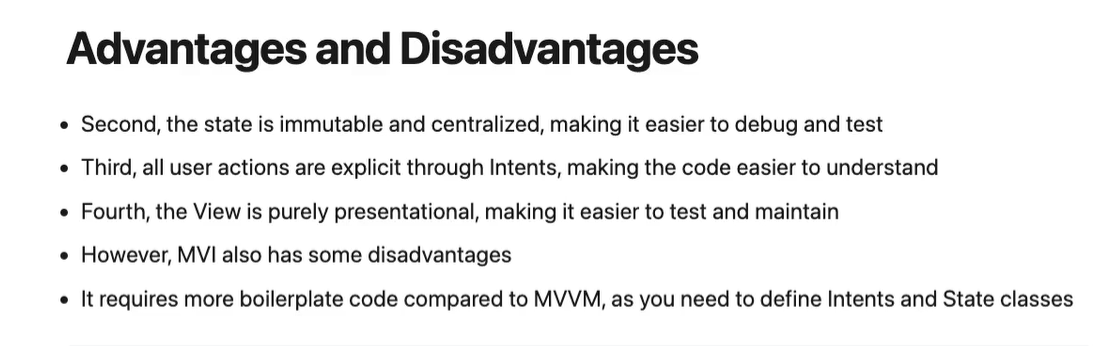 Advantages and Disadvantages
• Second, the state is immutable and centralized, making it easier to debug and test
• Third, all user actions are explicit through Intents, making the code easier to understand
• Fourth, the View is purely presentational, making it easier to test and maintain
• However, MVI also has some disadvantages
• It requires more boilerplate code compared to MVVM, as you need to define Intents and State classes